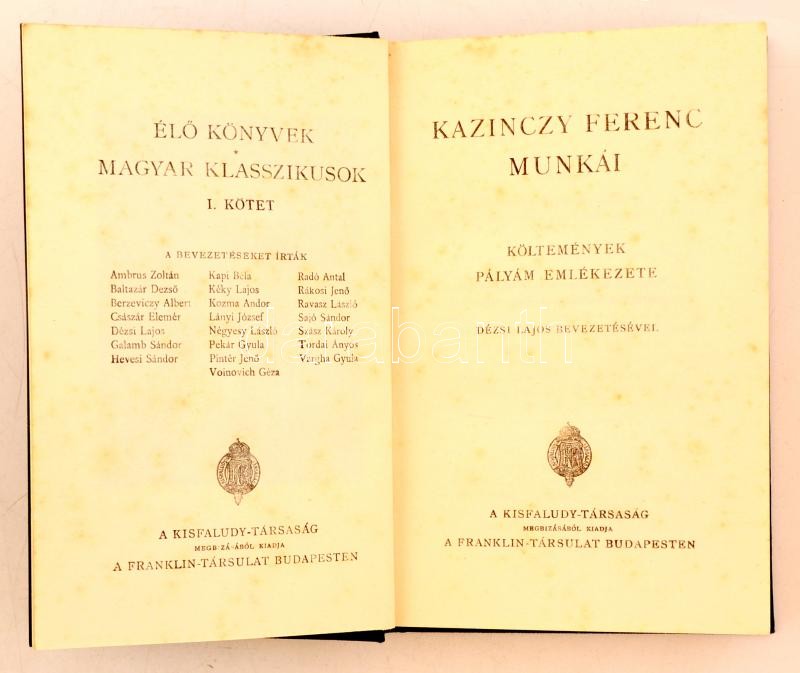 ÉLŐ KÖNYVEK
*
MAGYAR KLASSZIKUSOK
I. KÖTET
A BEVEZETÉSEKET ÍRTÁK
Ambrus Zoltán
Baltazár Dezső
Berzeviczy Albert
Császár Elemér
Dézsi Lajos
Galamb Sándor
Hevesi Sándor
Kapi Béla
Kéky Lajos
Kozma Andor
Lányi József
Négyesy László
Pekár Gyula
Pintér Jenő
Voinovich Géza
Radó Antal
Rákosi Jenő
Ravasz László
Sajó Sándor
Szász Károly
Tordai Ányos
Vargha Gyula
A KISFALUDY-TÁRSASÁG
MEGBIZÁSÁBÓL KIADJA
A FRANKLIN-TÁRSULAT BUDAPESTEN
KAZINCZY FERENC
MUNKÁI
KÖLTEMÉNYEK
PÁLYÁM EMLÉKEZETE
DÉZSI LAJOS BEVEZETÉSÉVEL
A KISFALUDY-TÁRSASÁG
MEGBIZÁSÁBÓL KIADJA
A FRANKLIN-TÁRSULAT BUDAPESTEN
darabanth